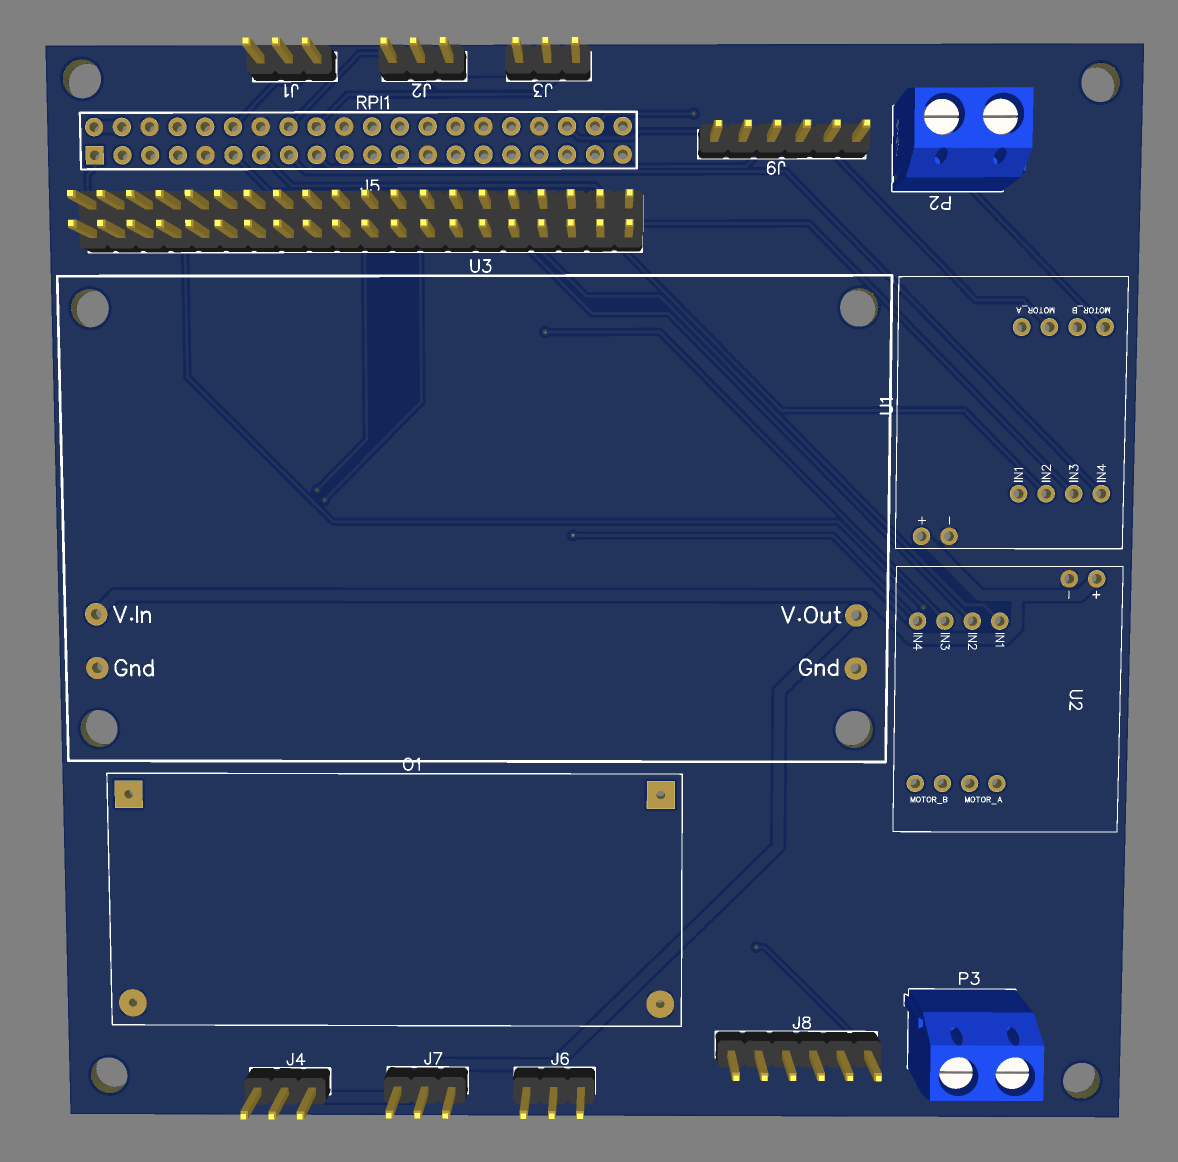 J1
J2
J3
RPI1
J9
P2
J5
U3
MOTOR_A
MOTOR_B
U1
IN1
IN2
IN3
IN4
+
-
V.In
V.Out
-
+
IN4
IN3
IN2
IN1
Gnd
Gnd
U2
O1
MOTOR_B
MOTOR_A
P3
J8
J4
J7
J6